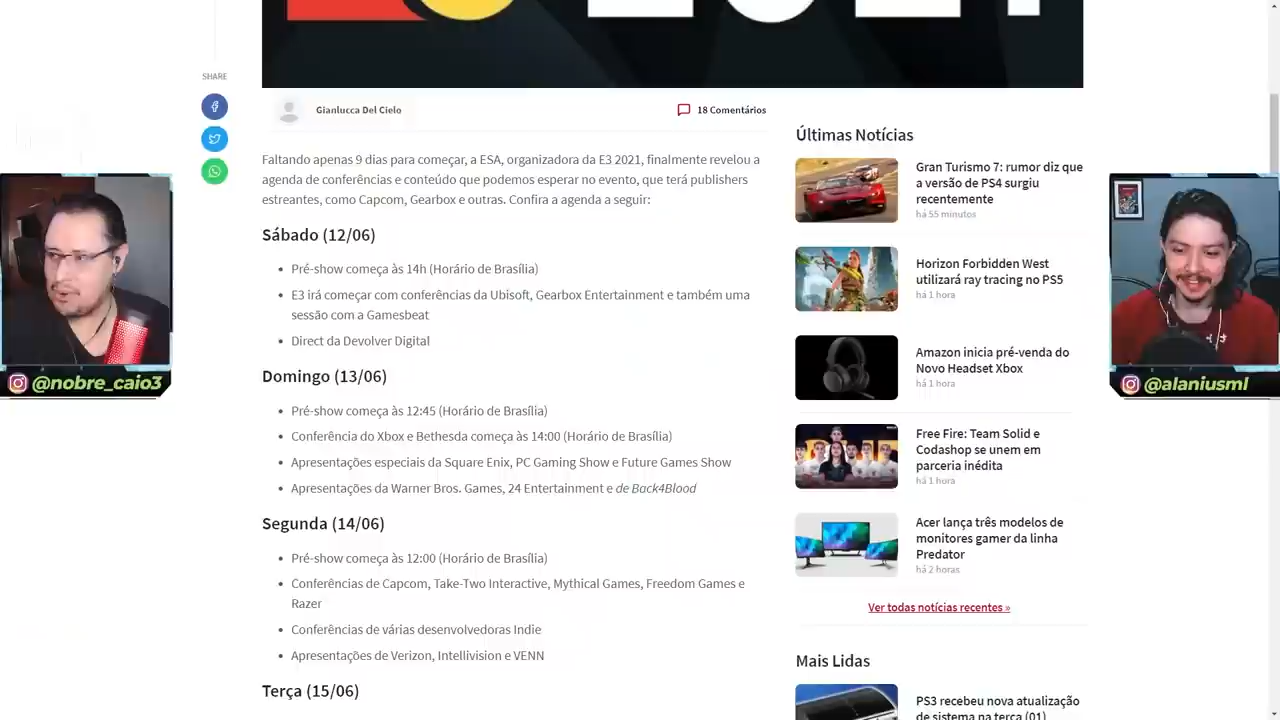 SHARE
Gianlucca Del Cielo
18 Comentários
Faltando apenas 9 dias para começar, a ESA, organizadora da E3 2021, finalmente revelou a
agenda de conferências e conteúdo que podemos esperar no evento, que terá publishers
estreantes, como Capcom, Gearbox e outras. Confira a agenda a seguir:
Sábado (12/06)
Pré-show começa às 14h (Horário de Brasília)
E3 irá começar com conferências da Ubisoft, Gearbox Entertainment e também uma
sessão com a Gamesbeat
Direct da Devolver Digital
Domingo (13/06)
Pré-show começa às 12:45 (Horário de Brasília)
Conferência do Xbox e Bethesda começa às 14:00 (Horário de Brasília)
Apresentações especiais da Square Enix, PC Gaming Show e Future Games Show
Apresentações da Warner Bros. Games, 24 Entertainment e de Back4Blood
Segunda (14/06)
Pré-show começa às 12:00 (Horário de Brasília)
Conferências de Capcom, Take-Two Interactive, Mythical Games, Freedom Games e
Razer
Conferências de várias desenvolvedoras Indie
Apresentações de Verizon, Intellivision e VENN
Terça (15/06)
Últimas Notícias
Gran Turismo 7: rumor diz que
a versão de PS4 surgiu
recentemente
há 55 minutos
Horizon Forbidden West
utilizará ray tracing no PS5
há 1 hora
Amazon inicia pré-venda do
Novo Headset Xbox
há 1 hora
Free Fire: Team Solid e
Codashop se unem em
parceria inédita
há 1 hora
Acer lança três modelos de
monitores gamer da linha
Predator
há 2 horas
Ver todas notícias recentes »
Mais Lidas
PS3 recebeu nova atualização
de sistema na terça (01)
@nobre_caio3
@alaniusml